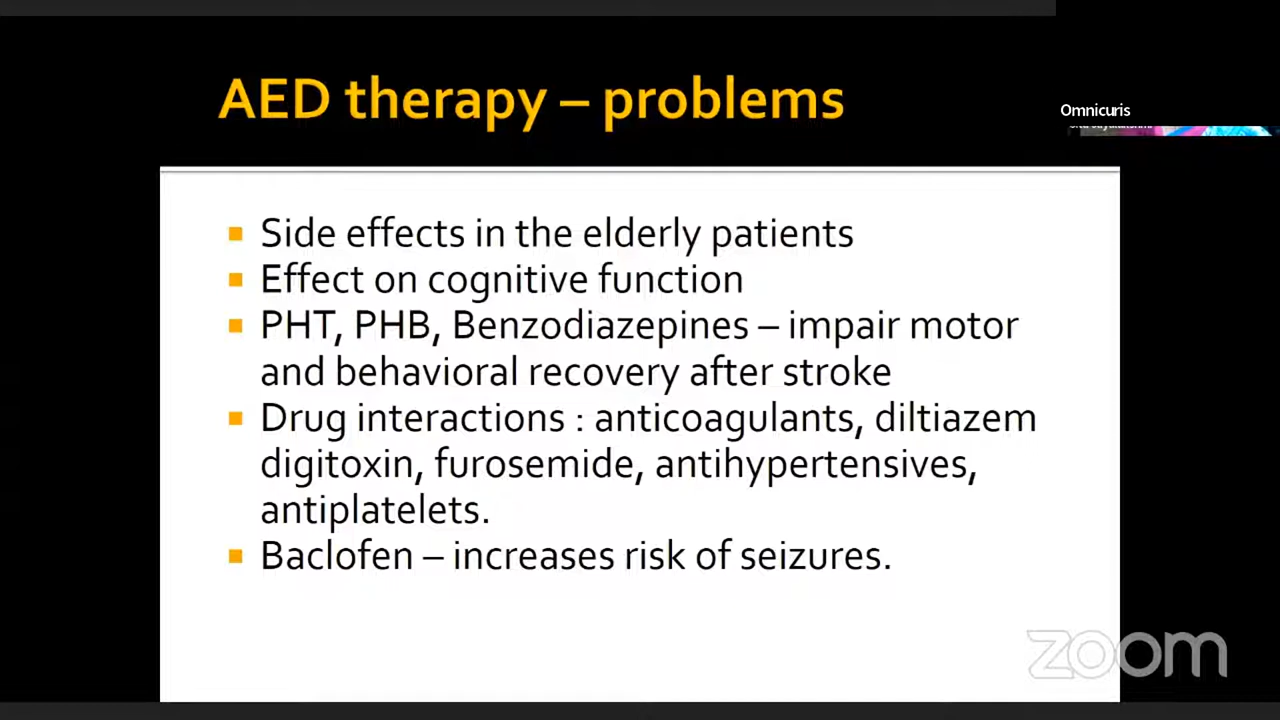 AED therapy – problems
Omnicuris
Side effects in the elderly patients
Effect on cognitive function
PHT, PHB, Benzodiazepines – impair motor
and behavioral recovery after stroke
Drug interactions : anticoagulants, diltiazem
digitoxin, furosemide, antihypertensives,
antiplatelets.
Baclofen – increases risk of seizures.
zoom